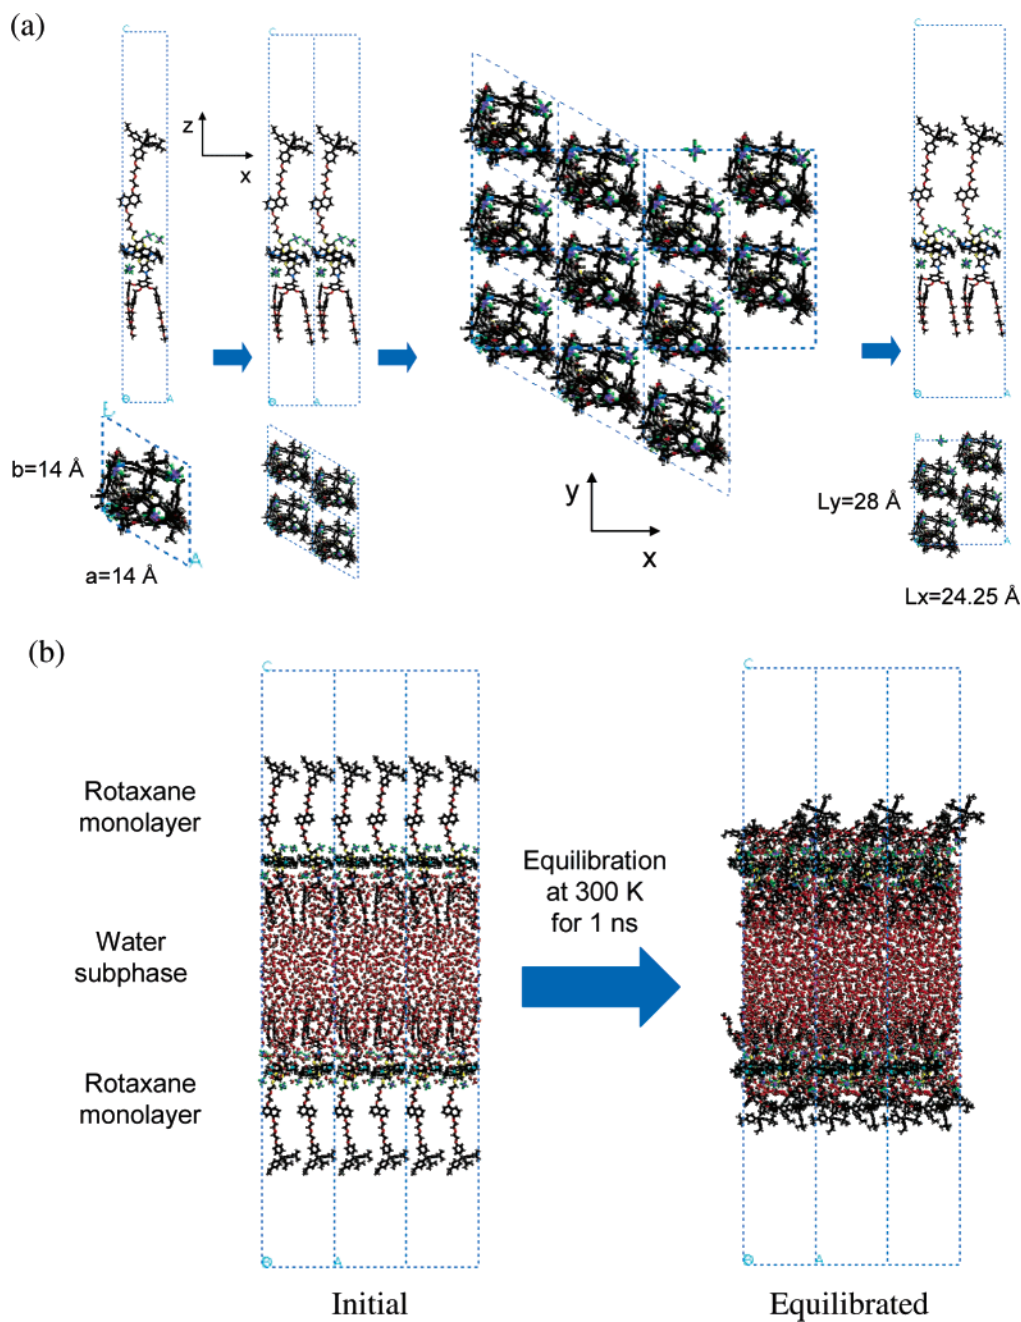 (a)
C
C
C
z
x
B
A
B
A
B
A
b=14 Å
A
a=14 Å
y
x
B
A
Ly=28 Å
Lx=24.25 Å
(b)
C
C
Rotaxane
monolayer
Equilibration
at 300 K
for 1 ns
Water
subphase
Rotaxane
monolayer
A
A
Initial
Equilibrated